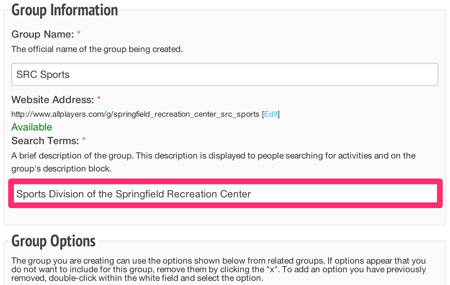 Group Information
Group Name: *
The official name of the group being created.
SRC Sports
Website Address: *
http://www.allplayers.com/g/springfield_recreation_center_src_sports [Edit]
Available
Search Terms: *
A brief description of the group. This description is displayed to people searching for activities and on the
group's description block.
Sports Division of the Springfield Recreation Center
Group Options
The group you are creating can use the options shown below from related groups. If options appear that you
do not want to include for this group, remove them by clicking the "x". To add an option you have previously
removed, double-click within the white field and select the option.